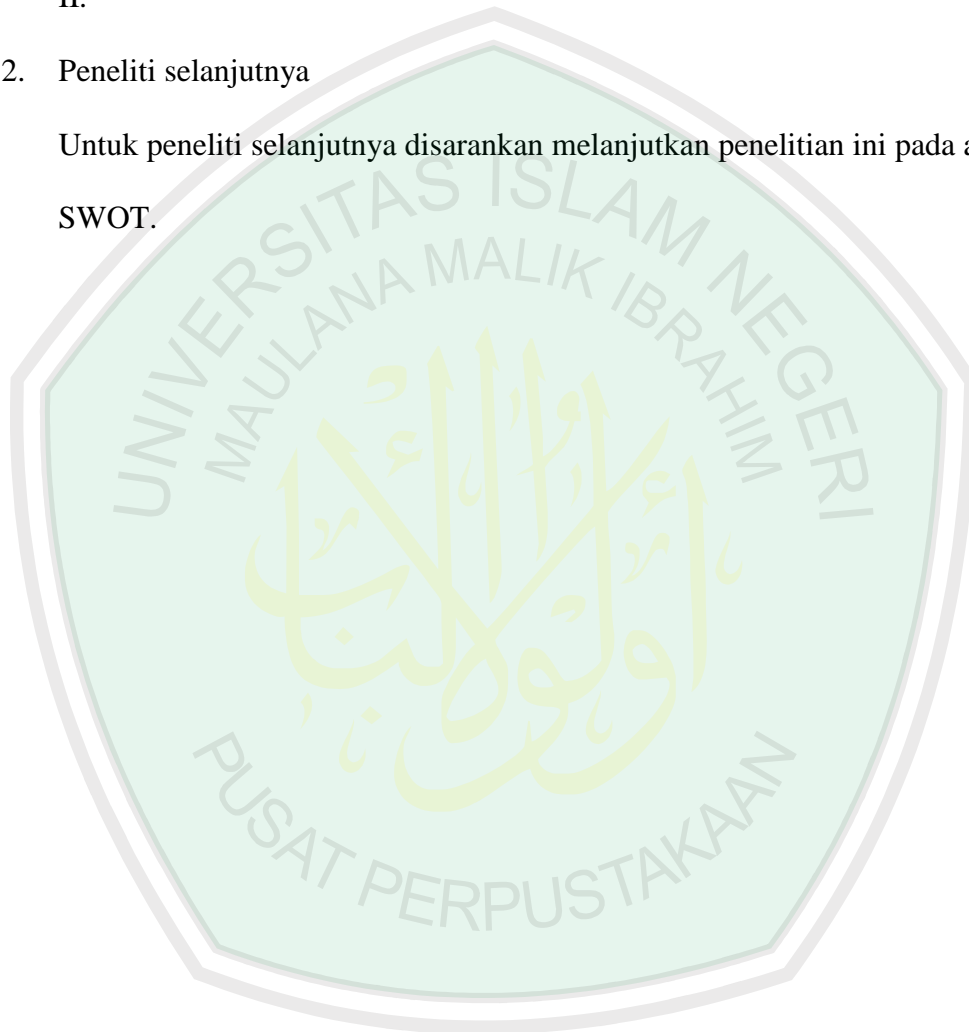 II.
2. Peneliti selanjutnya
Untuk peneliti selanjutnya disarankan melanjutkan penelitian ini pada
SWOT.
UNIVERSITAS ISLAM NEGERI
MAULANA MALIK IBRAHIM
PUSAT PERPUSTAKAAN